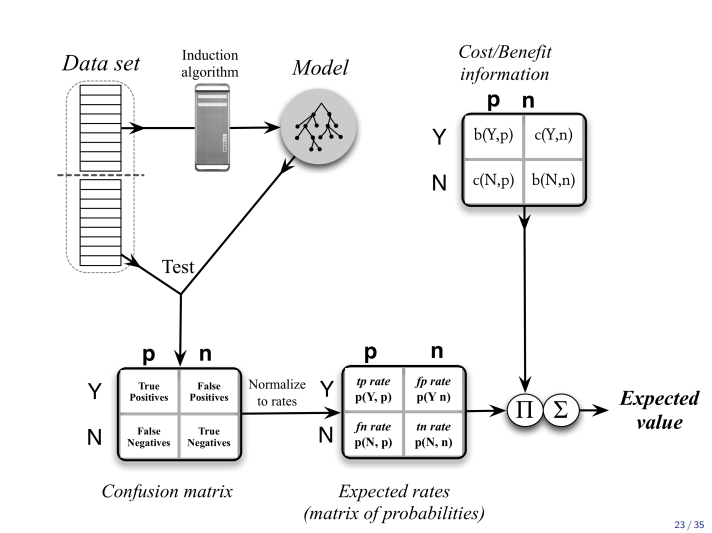 Data set
Induction
algorithm
Model
Cost/Benefit
information
p n
Y b(Y,p) c(Y,n)
N c(N,p) b(N,n)
Test
p n
Y True Positives False Positives
N False Negatives True Negatives
Confusion matrix
Normalize
to rates
p n
Y tp rate p(Y, p) fp rate p(Y n)
N fn rate p(N, p) tn rate p(N, n)
Expected rates
(matrix of probabilities)
Π Σ
Expected
value
23 / 35